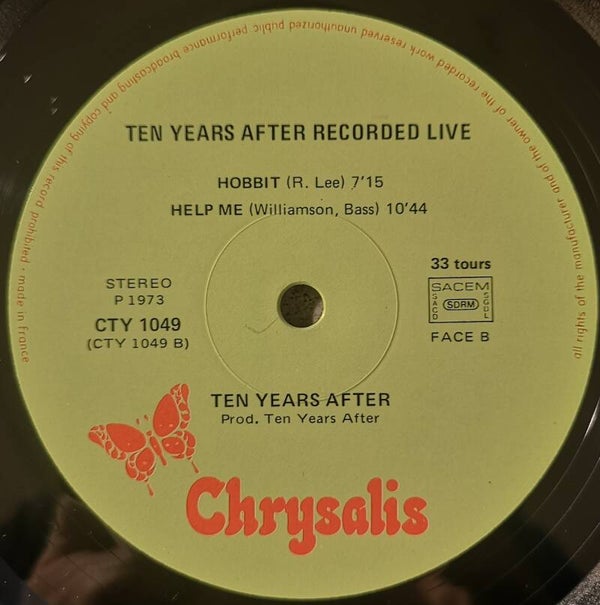 all rights of the manufacturer and of the owner of the recorded work reserved unauthorized public performance broadcasting and copying of this record prohibited • made in france
TEN YEARS AFTER RECORDED LIVE
HOBBIT (R. Lee) 7'15
HELP ME (Williamson, Bass) 10'44
STEREO
P 1973
CTY 1049
(CTY 1049 B)
33 tours
SACEM
SACD
SDRM
SGDL
FACE B
TEN YEARS AFTER
Prod. Ten Years After
Chrysalis